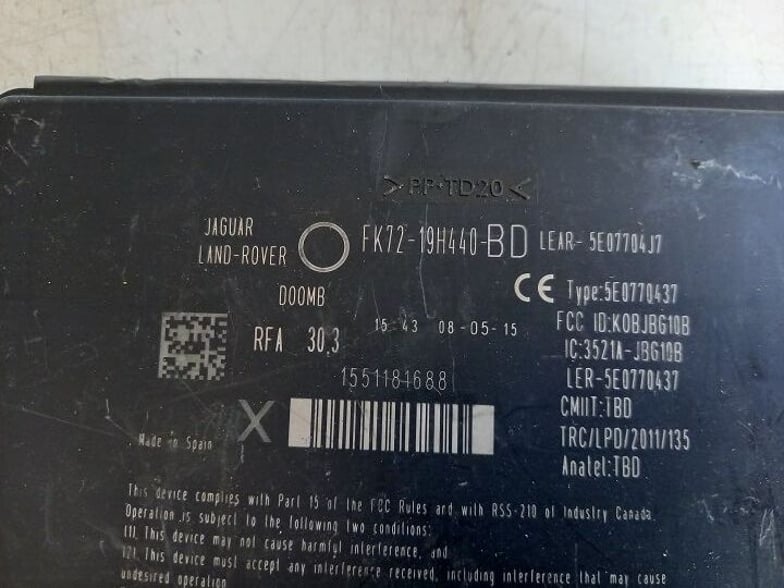 >PP-TD20<
JAGUAR
LAND-ROVER
FK72-19H440-BD
LEAR- 5E07704J7
D00MB
CE Type:5E0770437
RFA 30,3
15 43 08-05-15
FCC ID:KOBJBG10B
IC:3521A-JBG10B
1551181688
LER-5E0770437
CMIIT:TBD
X
TRC/LPD/2011/135
Made in Spain
Anatel:TBD
This device complies with Part 15 of the FCC Rules and with RSS-210 of Industry Canada.
Operation is subject to the following two conditions:
(1). This device may not cause harmful interference, and
(2). This device must accept any interference received, including interference that may cause
undesired operation